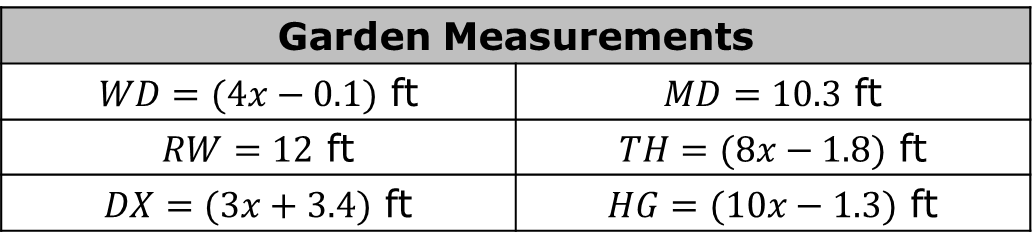 Garden Measurements
WD = (4x − 0.1) ft MD = 10.3 ft
RW = 12 ft TH = (8x − 1.8) ft
DX = (3x + 3.4) ft HG = (10x − 1.3) ft